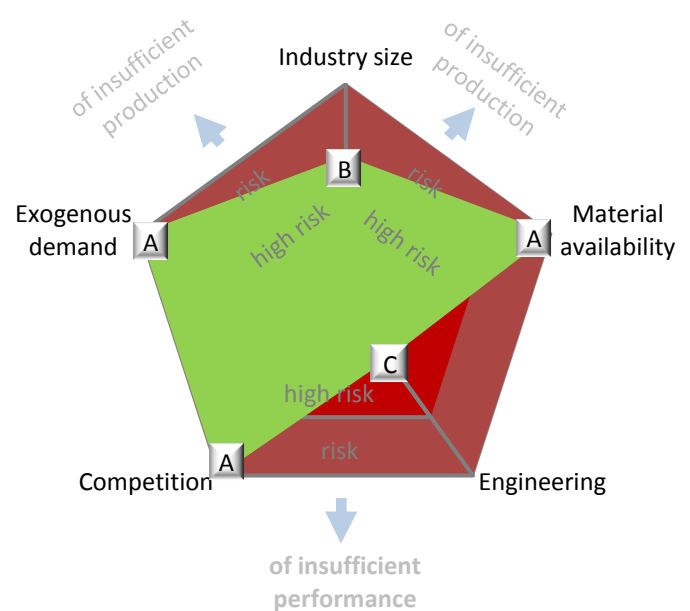 Industry size
of insufficient
production
of insufficient
production
risk
B
risk
Exogenous
demand
A
high risk
high risk
A
Material
availability
C
high risk
risk
A
Competition
Engineering
of insufficient
performance